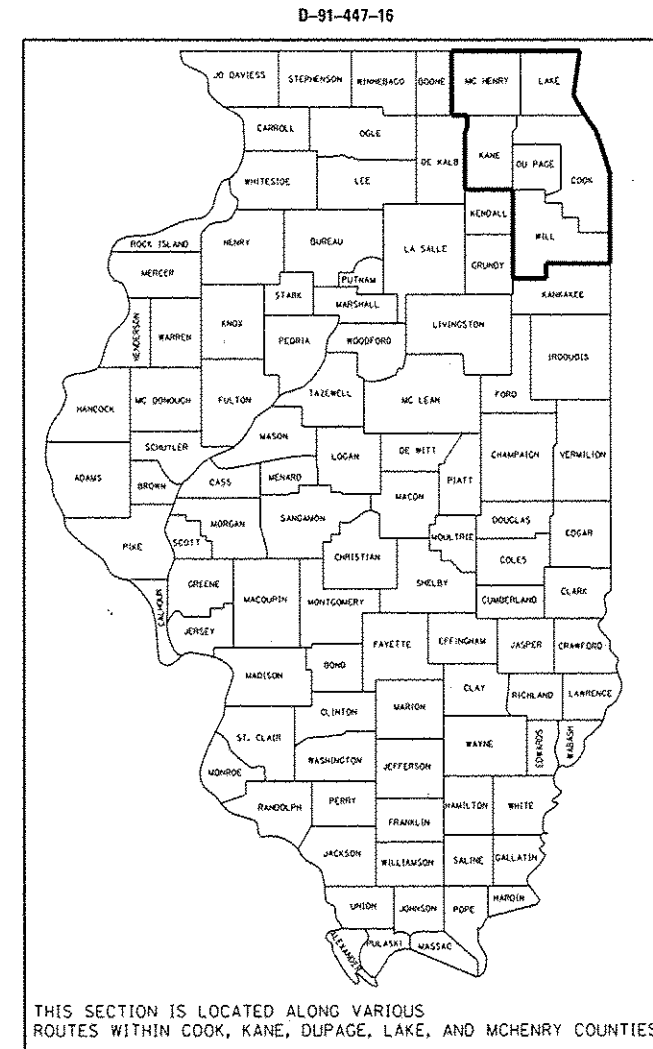 D-91-447-16
JO DAVIESS STEPHENSON WINNEBAGO BOONE MC HENRY LAKE
CARROLL OGLE DE KALB KANE DU PAGE COOK
WHITESIDE LEE
KENDALL WILL
ROCK ISLAND HENRY BUREAU LA SALLE GRUNDY
MERCER PUTNAM KANKAKEE
STARK MARSHALL
HENDERSON WARREN KNOX PEORIA WOODFORD LIVINGSTON IROQUOIS
HANCOCK MC DONOUGH FULTON TAZEWELL MC LEAN FORD
SCHUYLER MASON LOGAN DE WITT CHAMPAIGN VERMILION
ADAMS BROWN CASS MENARD PIATT
MACON
PIKE SCOTT MORGAN SANGAMON MOULTRIE DOUGLAS EDGAR
CHRISTIAN COLES
CALHOUN GREENE MACOUPIN MONTGOMERY SHELBY CUMBERLAND CLARK
JERSEY FAYETTE EFFINGHAM JASPER CRAWFORD
MADISON BOND
CLAY RICHLAND LAWRENCE
CLINTON MARION
ST. CLAIR WAYNE EDWARDS WABASH
MONROE WASHINGTON JEFFERSON
RANDOLPH PERRY HAMILTON WHITE
FRANKLIN
JACKSON WILLIAMSON SALINE GALLATIN
UNION JOHNSON POPE HARDIN
ALEXANDER PULASKI MASSAC
THIS SECTION IS LOCATED ALONG VARIOUS
ROUTES WITHIN COOK, KANE, DUPAGE, LAKE, AND MCHENRY COUNTIES